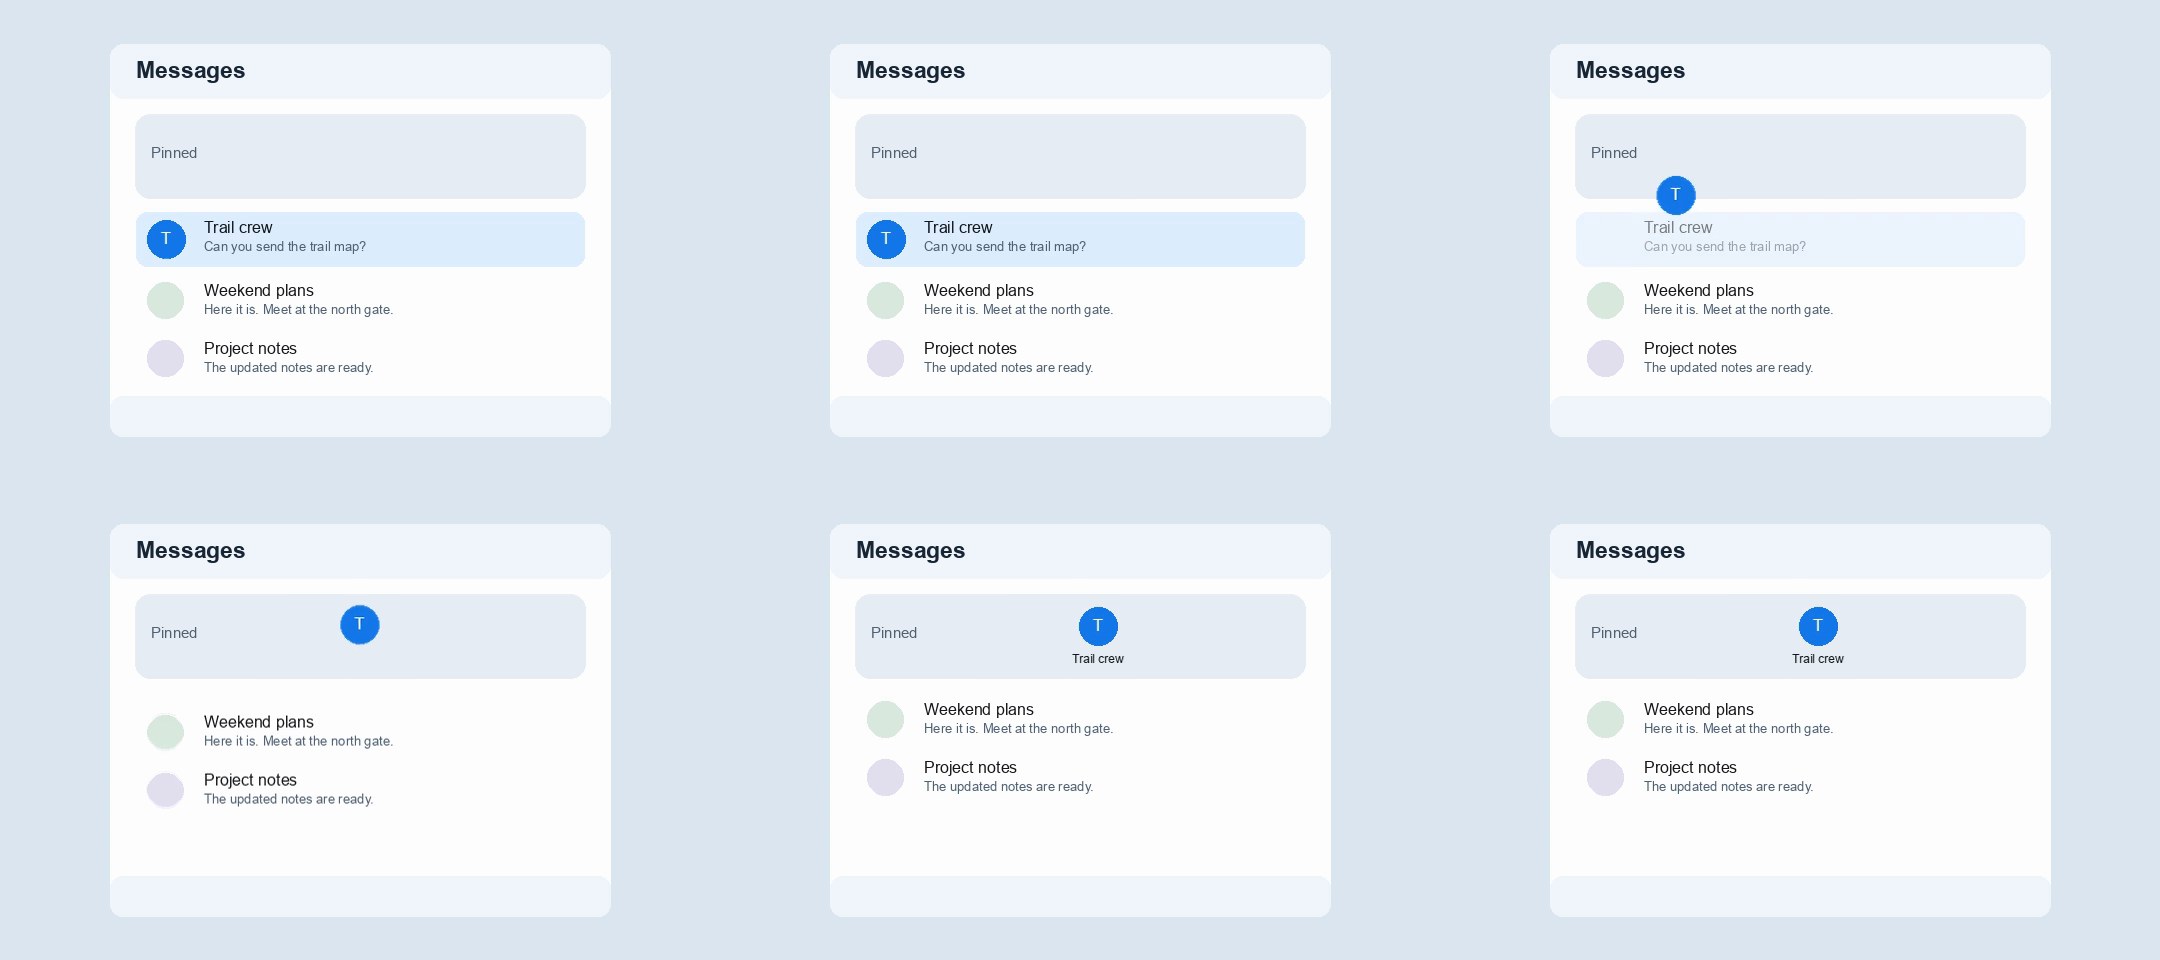 Messages
Pinned
T
Trail crew
Can you send the trail map?
Weekend plans
Here it is. Meet at the north gate.
Project notes
The updated notes are ready.
Messages
Pinned
T
Trail crew
Can you send the trail map?
Weekend plans
Here it is. Meet at the north gate.
Project notes
The updated notes are ready.
Messages
Pinned
T
Trail crew
Can you send the trail map?
Weekend plans
Here it is. Meet at the north gate.
Project notes
The updated notes are ready.
Messages
Pinned
T
Weekend plans
Here it is. Meet at the north gate.
Project notes
The updated notes are ready.
Messages
Pinned
T
Trail crew
Weekend plans
Here it is. Meet at the north gate.
Project notes
The updated notes are ready.
Messages
Pinned
T
Trail crew
Weekend plans
Here it is. Meet at the north gate.
Project notes
The updated notes are ready.